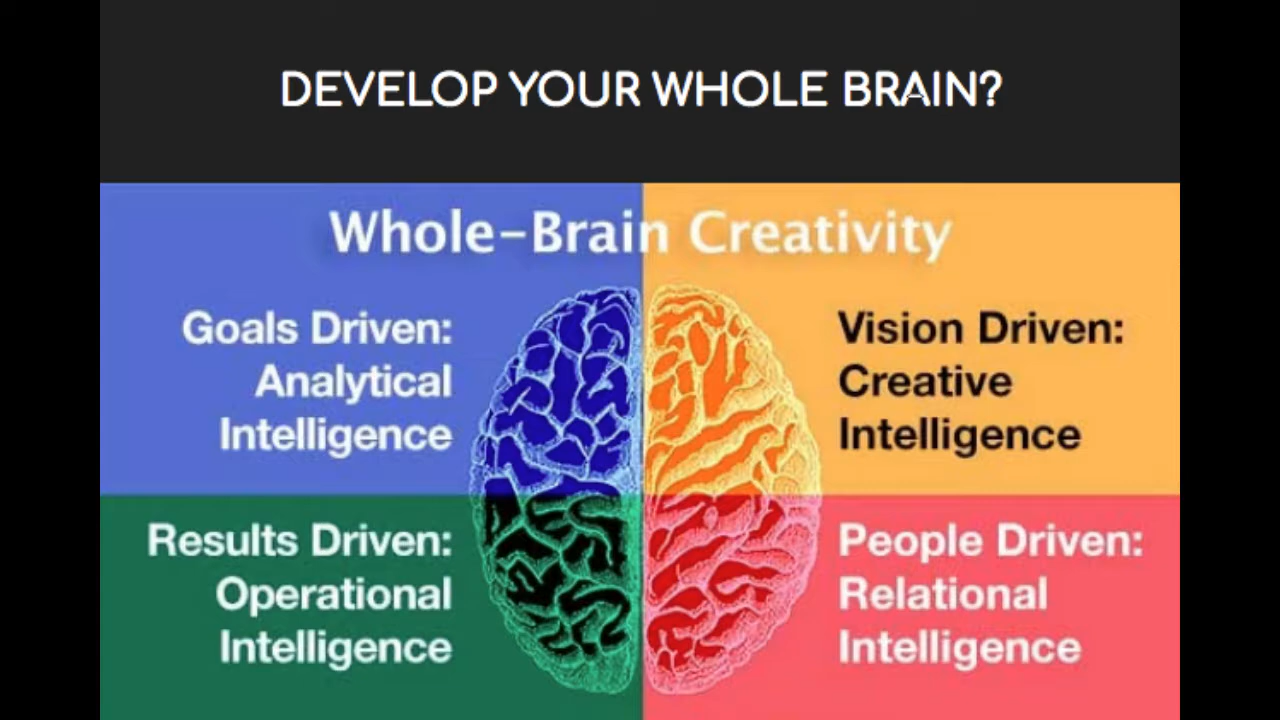 DEVELOP YOUR WHOLE BRAIN?
Whole-Brain Creativity
Goals Driven:
Analytical
Intelligence
Vision Driven:
Creative
Intelligence
Results Driven:
Operational
Intelligence
People Driven:
Relational
Intelligence